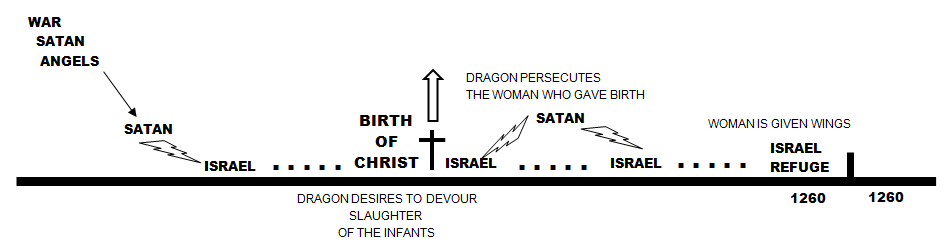 WAR
SATAN
ANGELS
SATAN
ISRAEL
BIRTH
OF
CHRIST
DRAGON PERSECUTES
THE WOMAN WHO GAVE BIRTH
SATAN
ISRAEL
ISRAEL
WOMAN IS GIVEN WINGS
ISRAEL
REFUGE
DRAGON DESIRES TO DEVOUR
SLAUGHTER
OF THE INFANTS
1260
1260